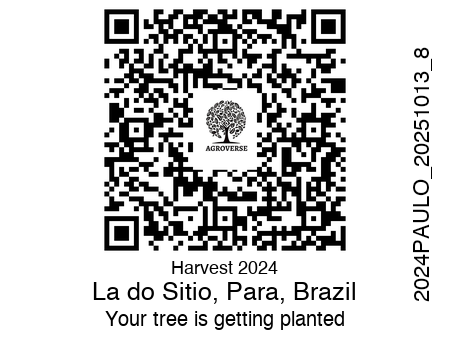 AGROVERSE
Harvest 2024
La do Sitio, Para, Brazil
Your tree is getting planted
2024PAULO_20251013_8